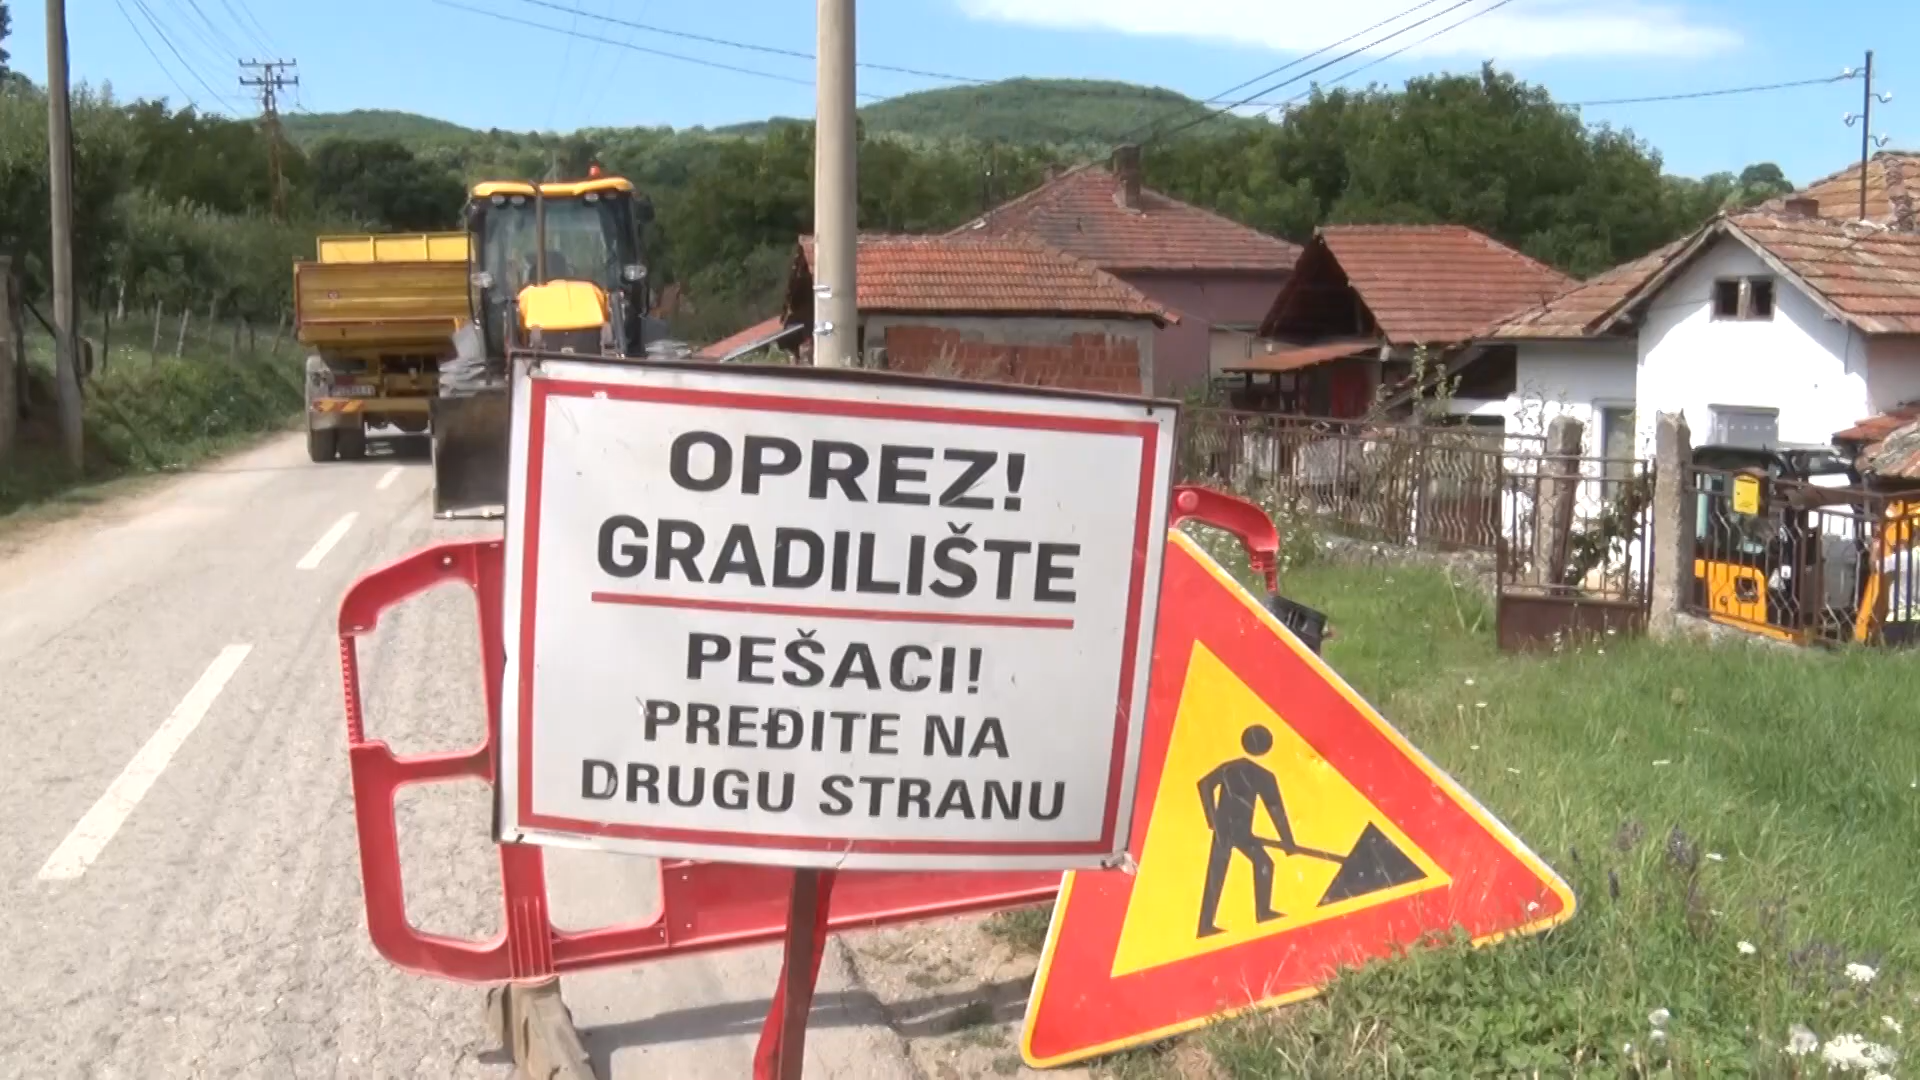 OPREZ!
GRADILIŠTE
PEŠACI!
PREĐITE NA
DRUGU STRANU